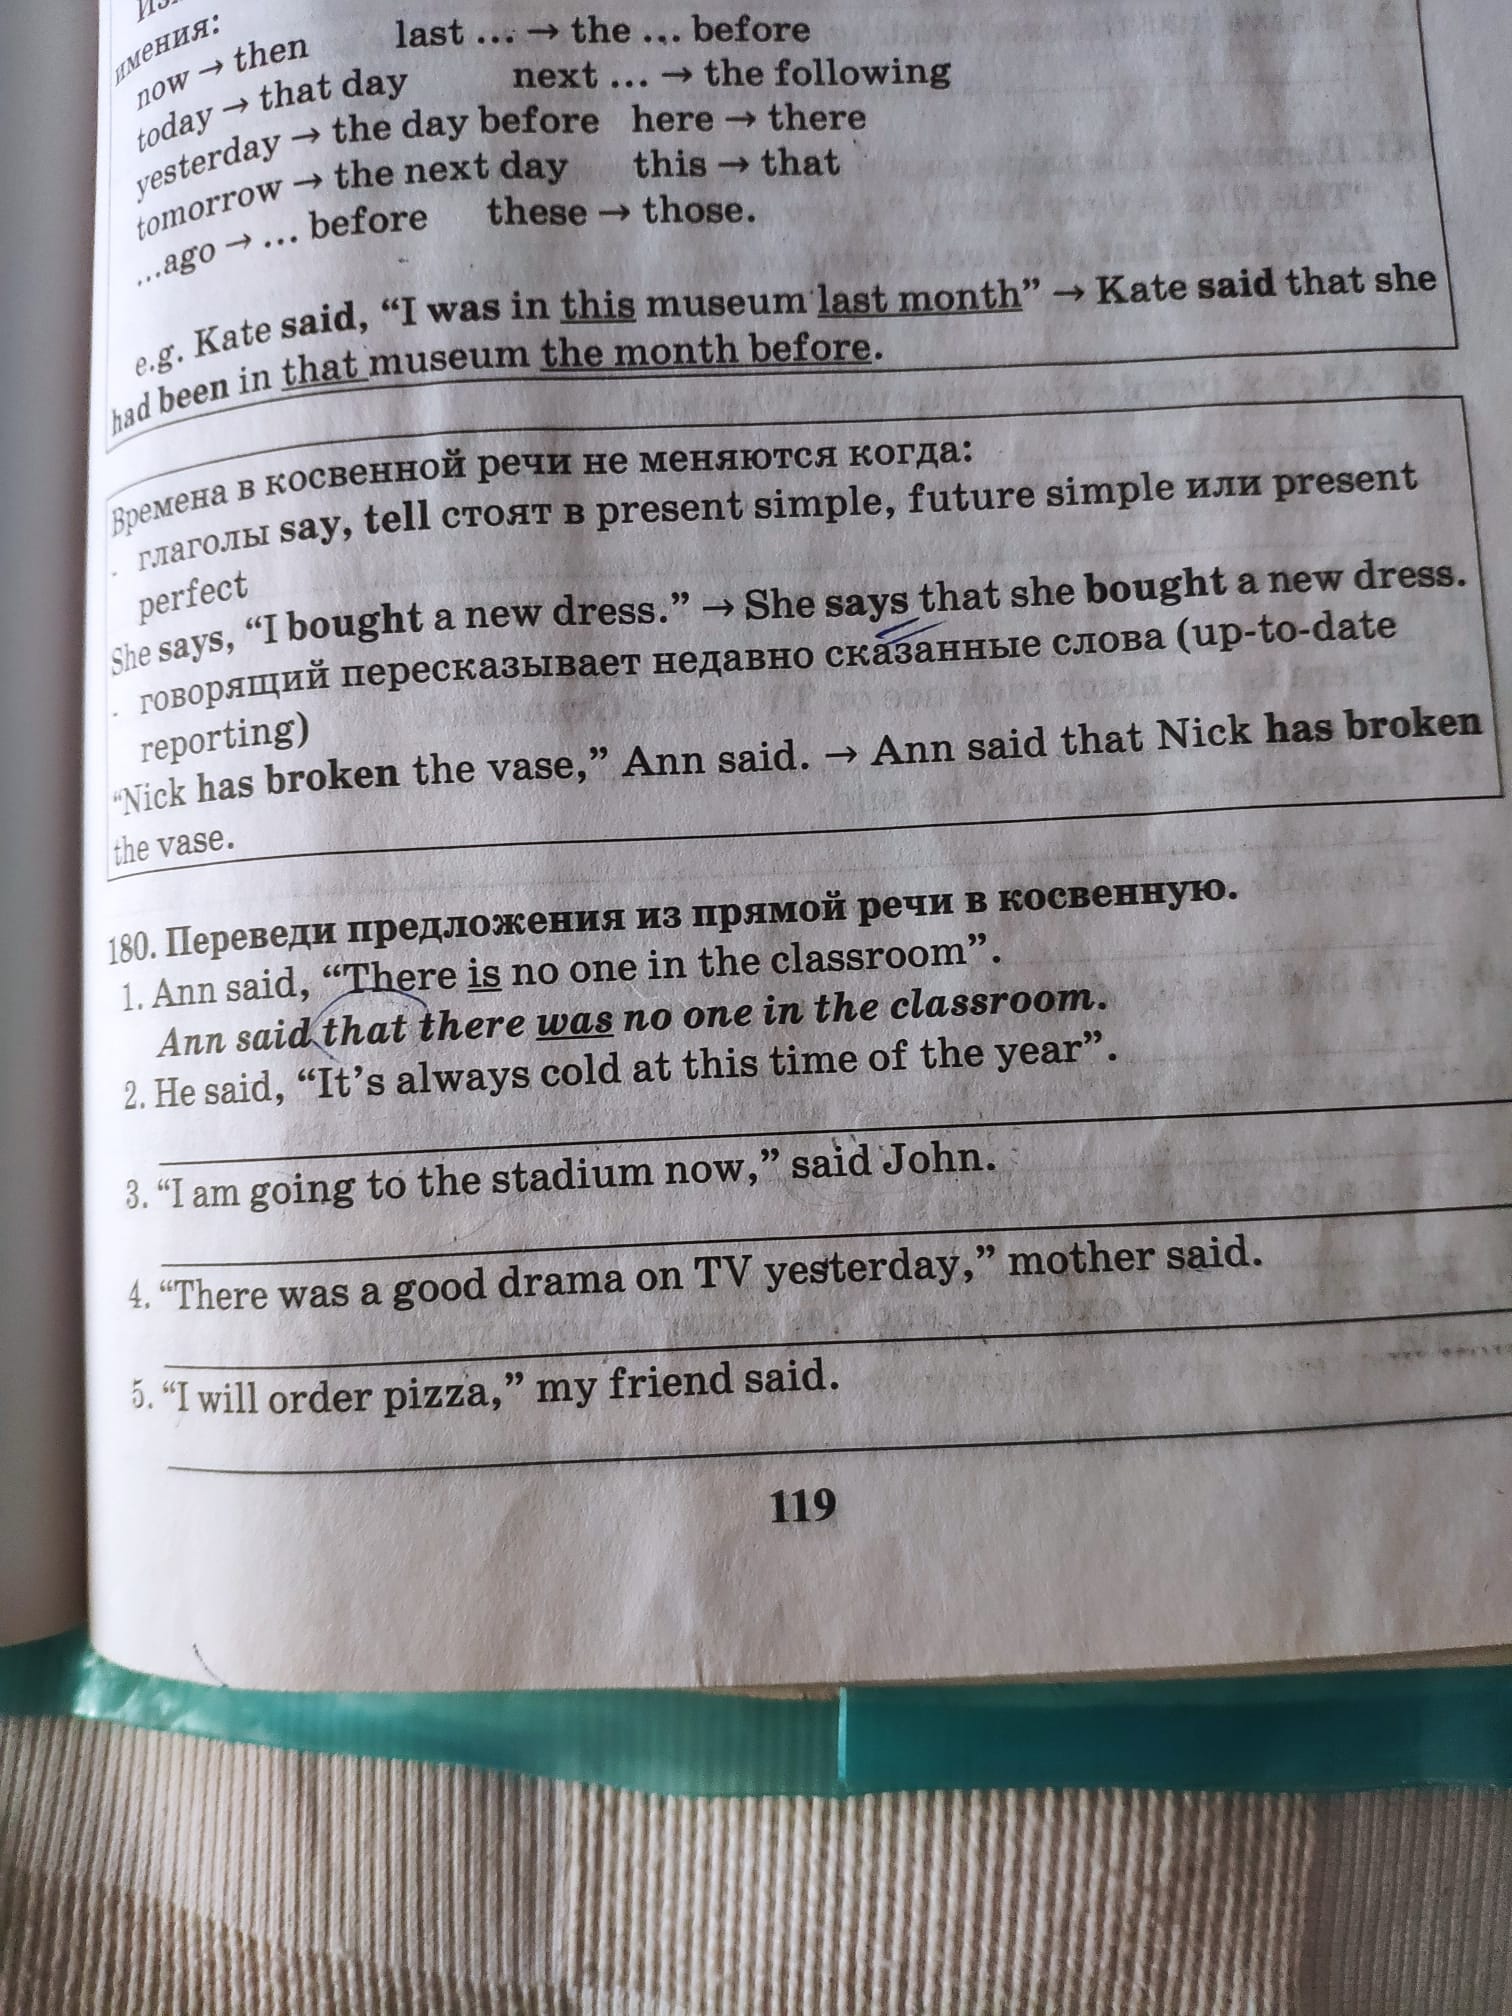 имения:
now → then last ... → the ... before
today → that day next ... → the following
yesterday → the day before here → there
tomorrow → the next day this → that
...ago → ... before these → those.
e.g. Kate said, “I was in this museum last month” → Kate said that she
had been in that museum the month before.
Времена в косвенной речи не меняются когда:
- глаголы say, tell стоят в present simple, future simple или present
perfect
She says, “I bought a new dress.” → She says that she bought a new dress.
- говорящий пересказывает недавно сказанные слова (up-to-date
reporting)
“Nick has broken the vase,” Ann said. → Ann said that Nick has broken
the vase.
180. Переведи предложения из прямой речи в косвенную.
1. Ann said, “There is no one in the classroom”.
Ann said that there was no one in the classroom.
2. He said, “It’s always cold at this time of the year”.
3. “I am going to the stadium now,” said John.
4. “There was a good drama on TV yesterday,” mother said.
5. “I will order pizza,” my friend said.
119